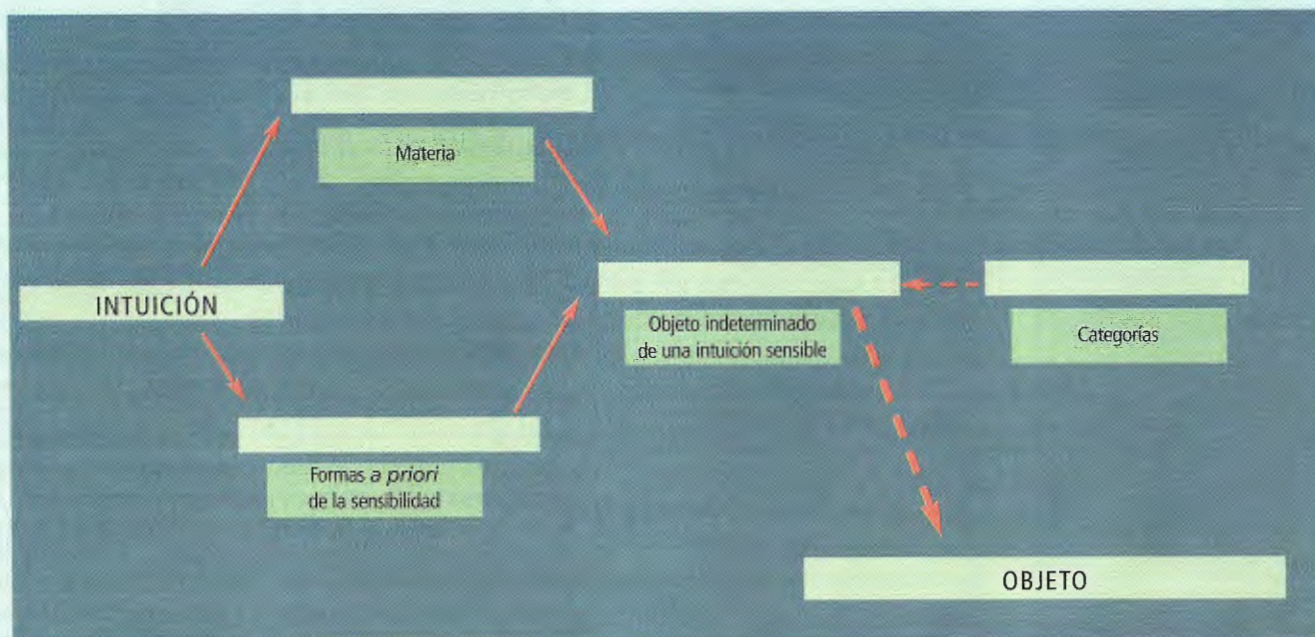 Materia
INTUICIÓN
Objeto indeterminado
de una intuición sensible
Categorías
Formas a priori
de la sensibilidad
OBJETO